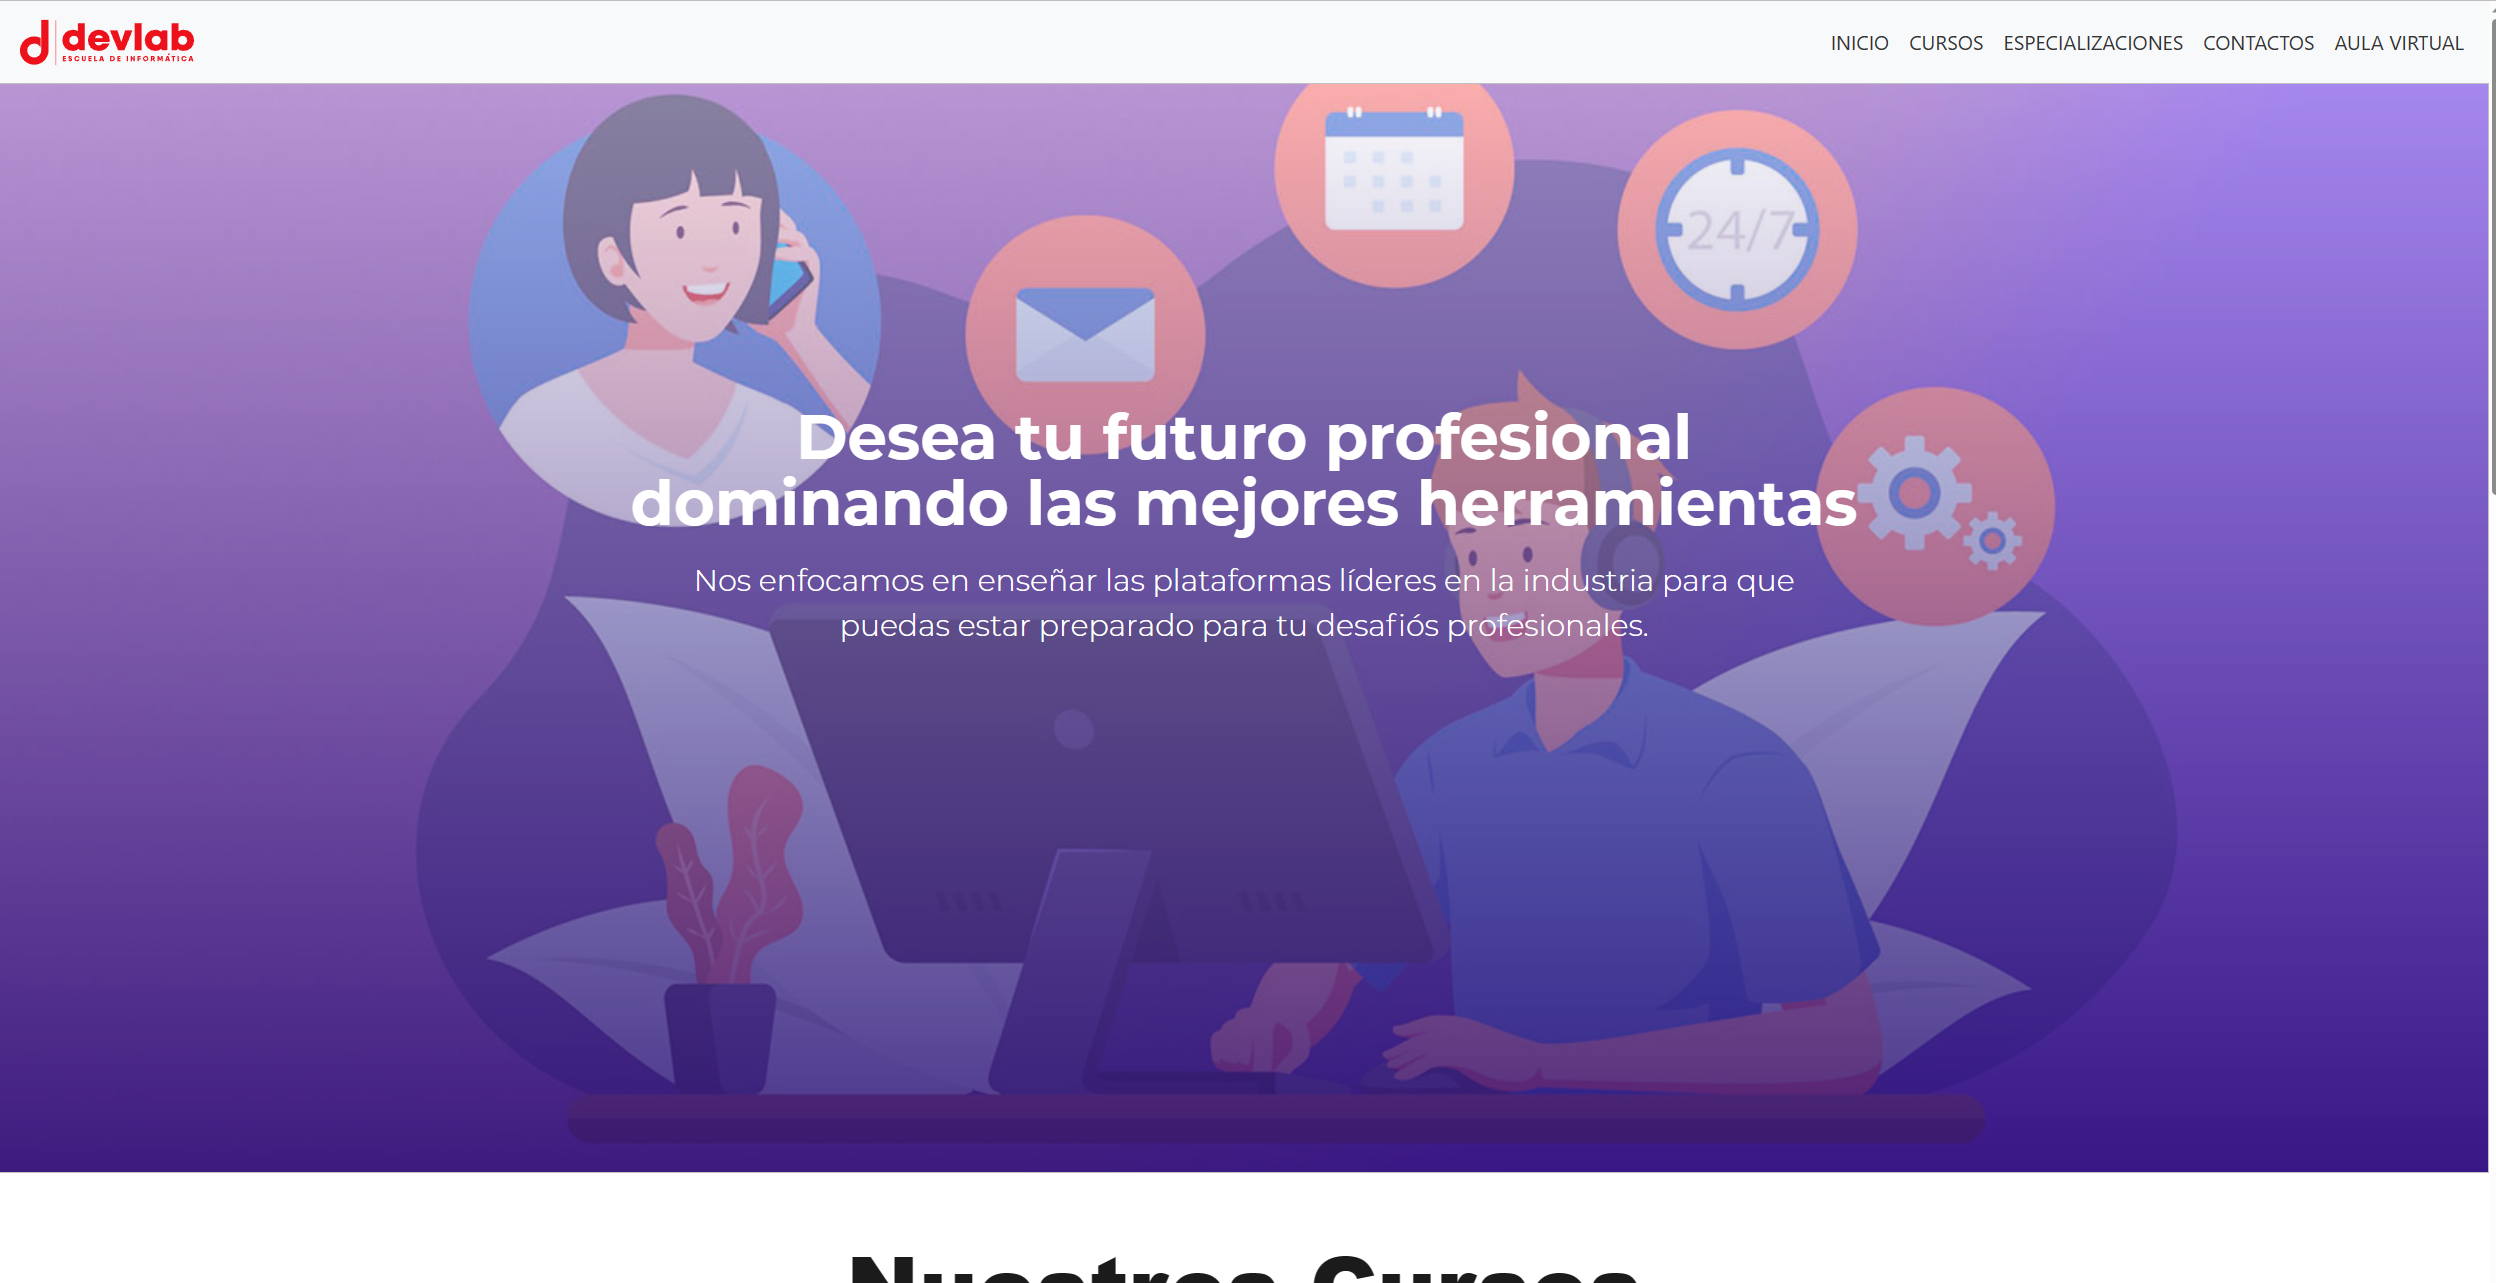 devlab
ESCUELA DE INFORMÁTICA
INICIO CURSOS ESPECIALIZACIONES CONTACTOS AULA VIRTUAL
24/7
Desea tu futuro profesional
dominando las mejores herramientas
Nos enfocamos en enseñar las plataformas líderes en la industria para que
puedas estar preparado para tu desafiós profesionales.
Nuestros Cursos